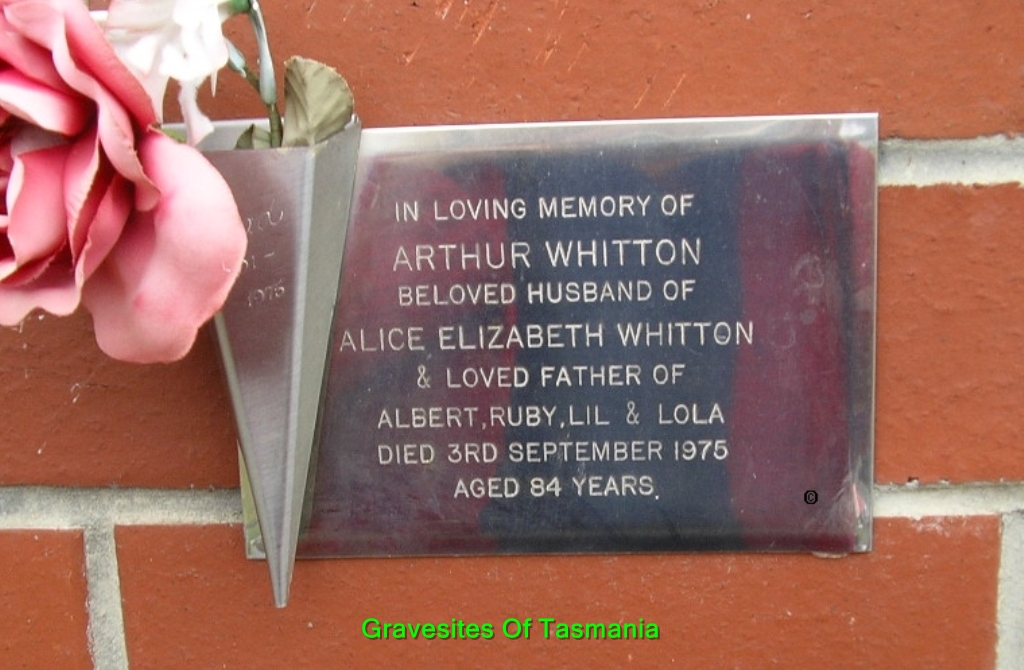 IN LOVING MEMORY OF
ARTHUR WHITTON
BELOVED HUSBAND OF
ALICE ELIZABETH WHITTON
& LOVED FATHER OF
ALBERT, RUBY, LIL & LOLA
DIED 3RD SEPTEMBER 1975
AGED 84 YEARS.
©
1975
Gravesites Of Tasmania